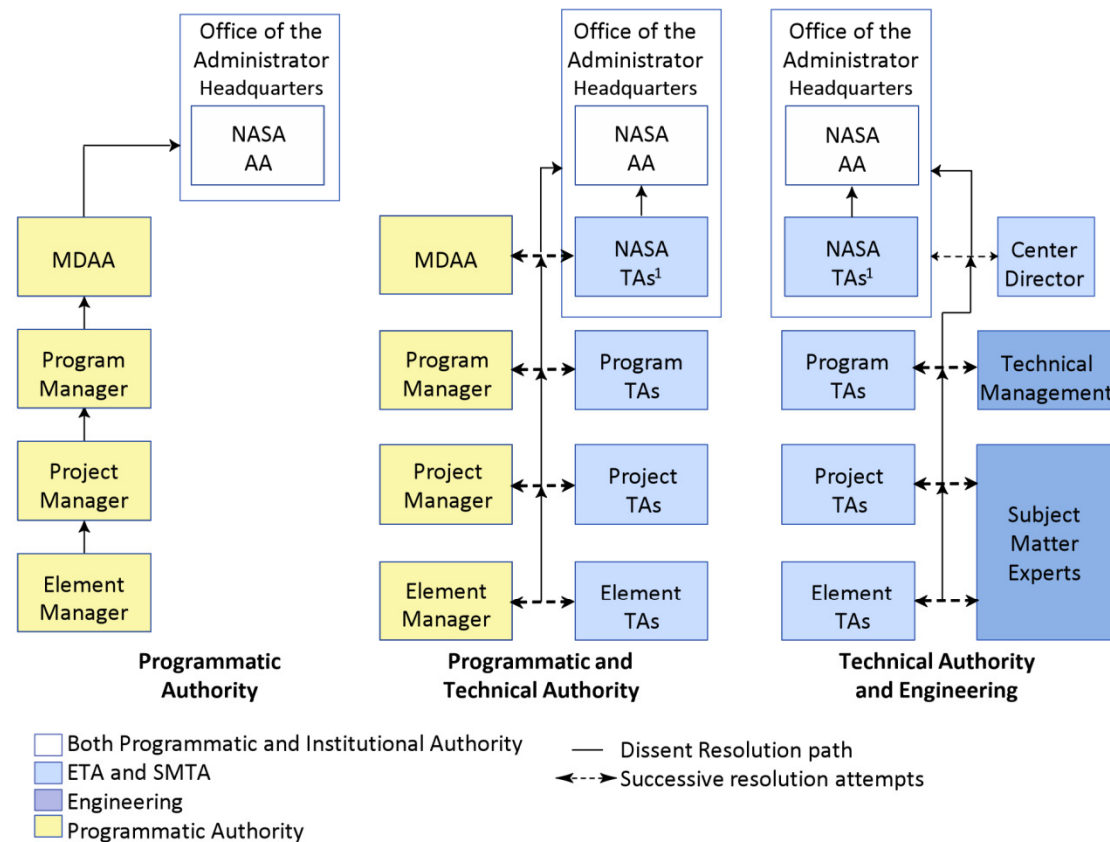 Office of the
Administrator
Headquarters
NASA
AA
MDAA
Program
Manager
Project
Manager
Element
Manager
Programmatic
Authority
Office of the
Administrator
Headquarters
NASA
AA
MDAA
NASA
TAs¹
Program
Manager
Program
TAs
Project
Manager
Project
TAs
Element
Manager
Element
TAs
Programmatic and
Technical Authority
Office of the
Administrator
Headquarters
NASA
AA
NASA
TAs¹
Center
Director
Program
TAs
Technical
Management
Project
TAs
Subject
Matter
Experts
Element
TAs
Technical Authority
and Engineering
Both Programmatic and Institutional Authority
ETA and SMTA
Engineering
Programmatic Authority
Dissent Resolution path
Successive resolution attempts